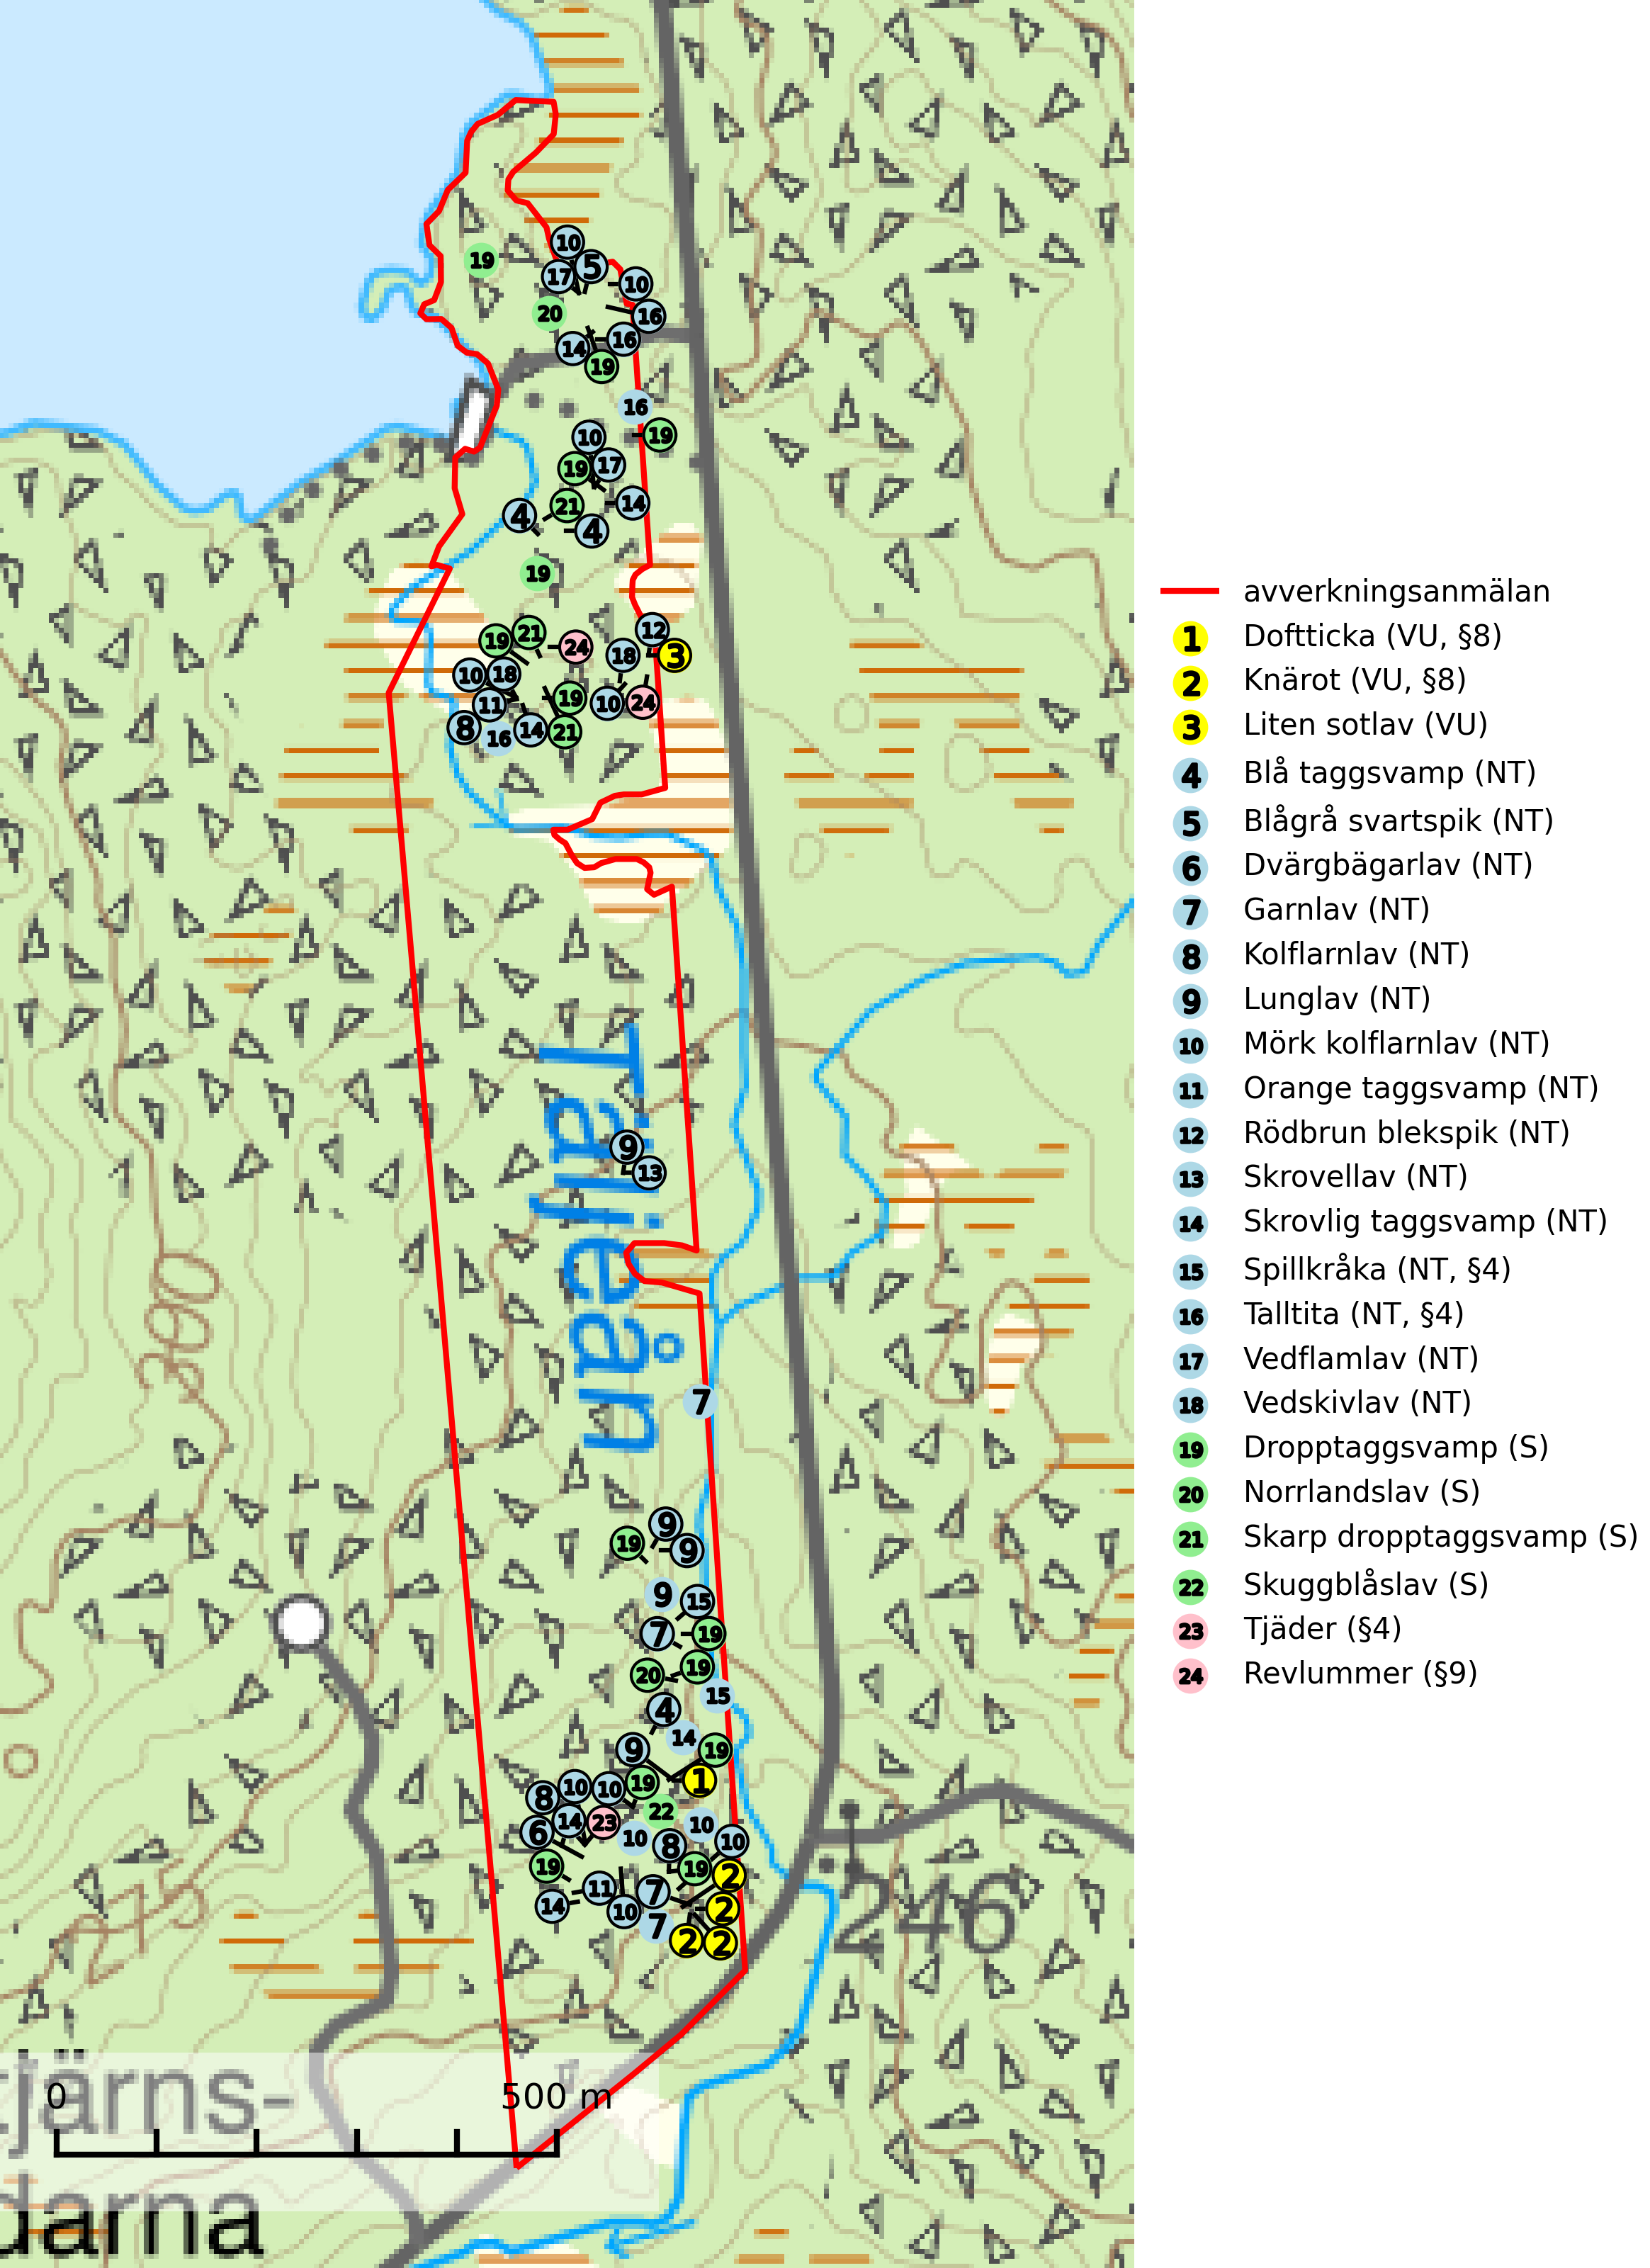 10
19
5
17
10
20
16
16
14
19
16
19
10
17
19
14
21
4
4
19
12
21
19
24
18
3
18
10
19
24
10
11
8
14
21
16
Taljeån
9
13
360
7
9
19
9
9
15
7
19
19
20
15
4
14
9
19
1
19
10
10
8
22
14
23
10
6
10
10
8
19
19
2
11
7
14
2
10
7
2
2
246
275
tjärns-
0 500 m
darna
avverkningsanmälan
1 Doftticka (VU, §8)
2 Knärot (VU, §8)
3 Liten sotlav (VU)
4 Blå taggsvamp (NT)
5 Blågrå svartspik (NT)
6 Dvärgbägarlav (NT)
7 Garnlav (NT)
8 Kolflarnlav (NT)
9 Lunglav (NT)
10 Mörk kolflarnlav (NT)
11 Orange taggsvamp (NT)
12 Rödbrun blekspik (NT)
13 Skrovellav (NT)
14 Skrovlig taggsvamp (NT)
15 Spillkråka (NT, §4)
16 Talltita (NT, §4)
17 Vedflamlav (NT)
18 Vedskivlav (NT)
19 Dropptaggsvamp (S)
20 Norrlandslav (S)
21 Skarp dropptaggsvamp (S)
22 Skuggblåslav (S)
23 Tjäder (§4)
24 Revlummer (§9)